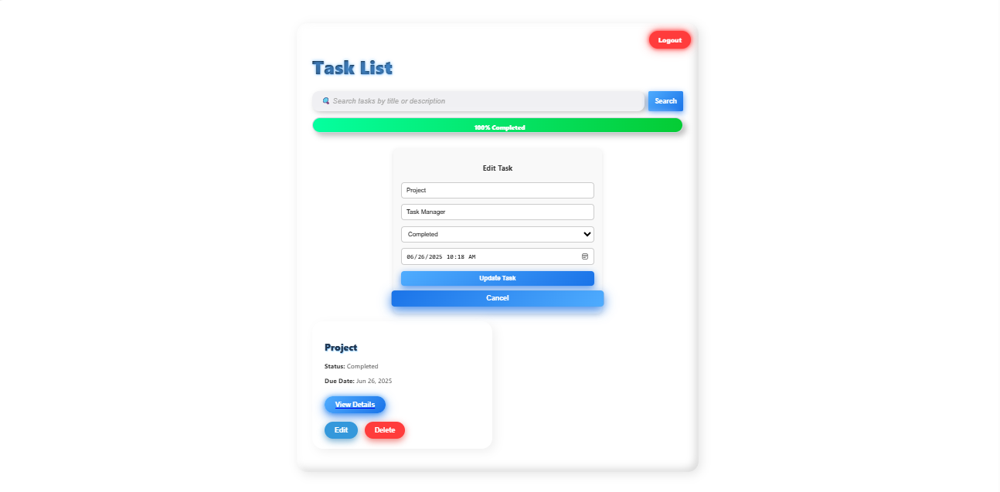 Logout
Task List
Search tasks by title or description
Search
100% Completed
Edit Task
Project
Task Manager
Completed
06/26/2025 10:18 AM
Update Task
Cancel
Project
Status: Completed
Due Date: Jun 26, 2025
View Details
Edit Delete